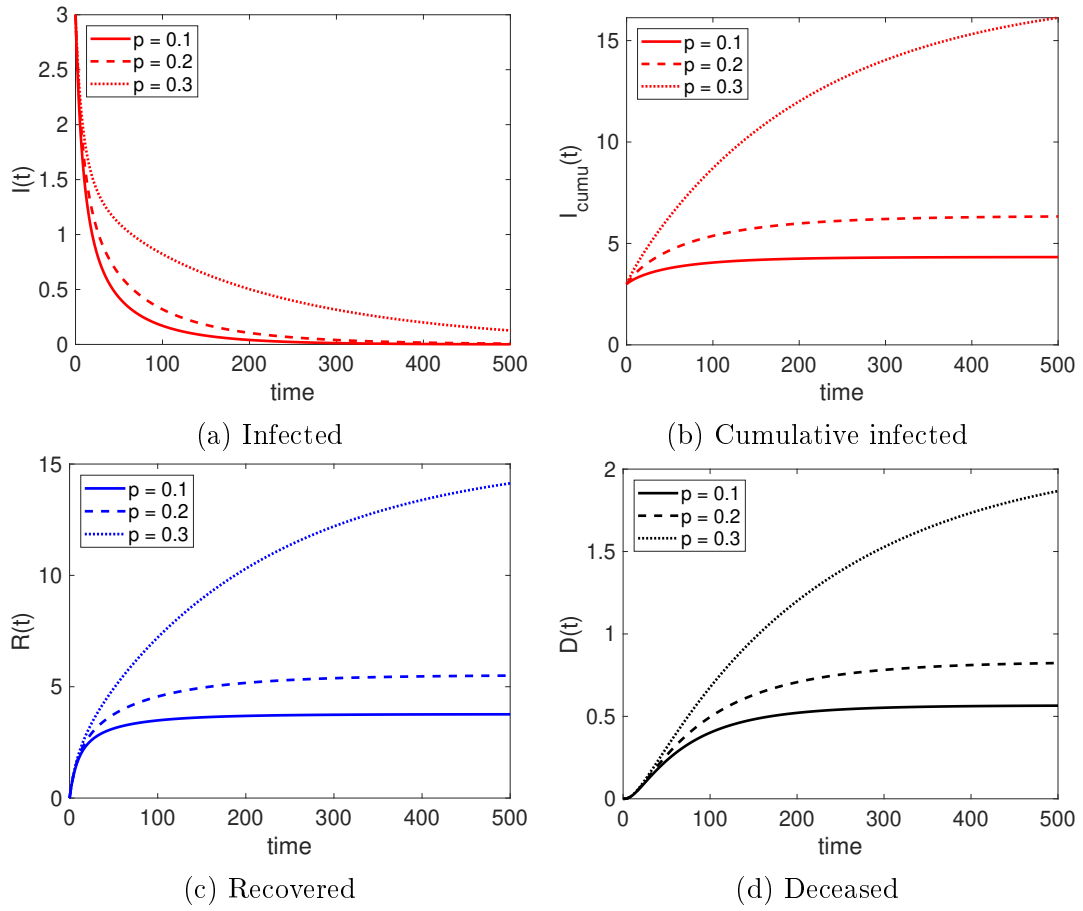 3
2.5
2
1.5
1
0.5
0
p = 0.1
p = 0.2
p = 0.3
I(t)
0 100 200 300 400 500
time
(a) Infected
15
10
5
0
p = 0.1
p = 0.2
p = 0.3
I_cumu(t)
0 100 200 300 400 500
time
(b) Cumulative infected
15
10
5
0
p = 0.1
p = 0.2
p = 0.3
R(t)
0 100 200 300 400 500
time
(c) Recovered
2
1.5
1
0.5
0
p = 0.1
p = 0.2
p = 0.3
D(t)
0 100 200 300 400 500
time
(d) Deceased